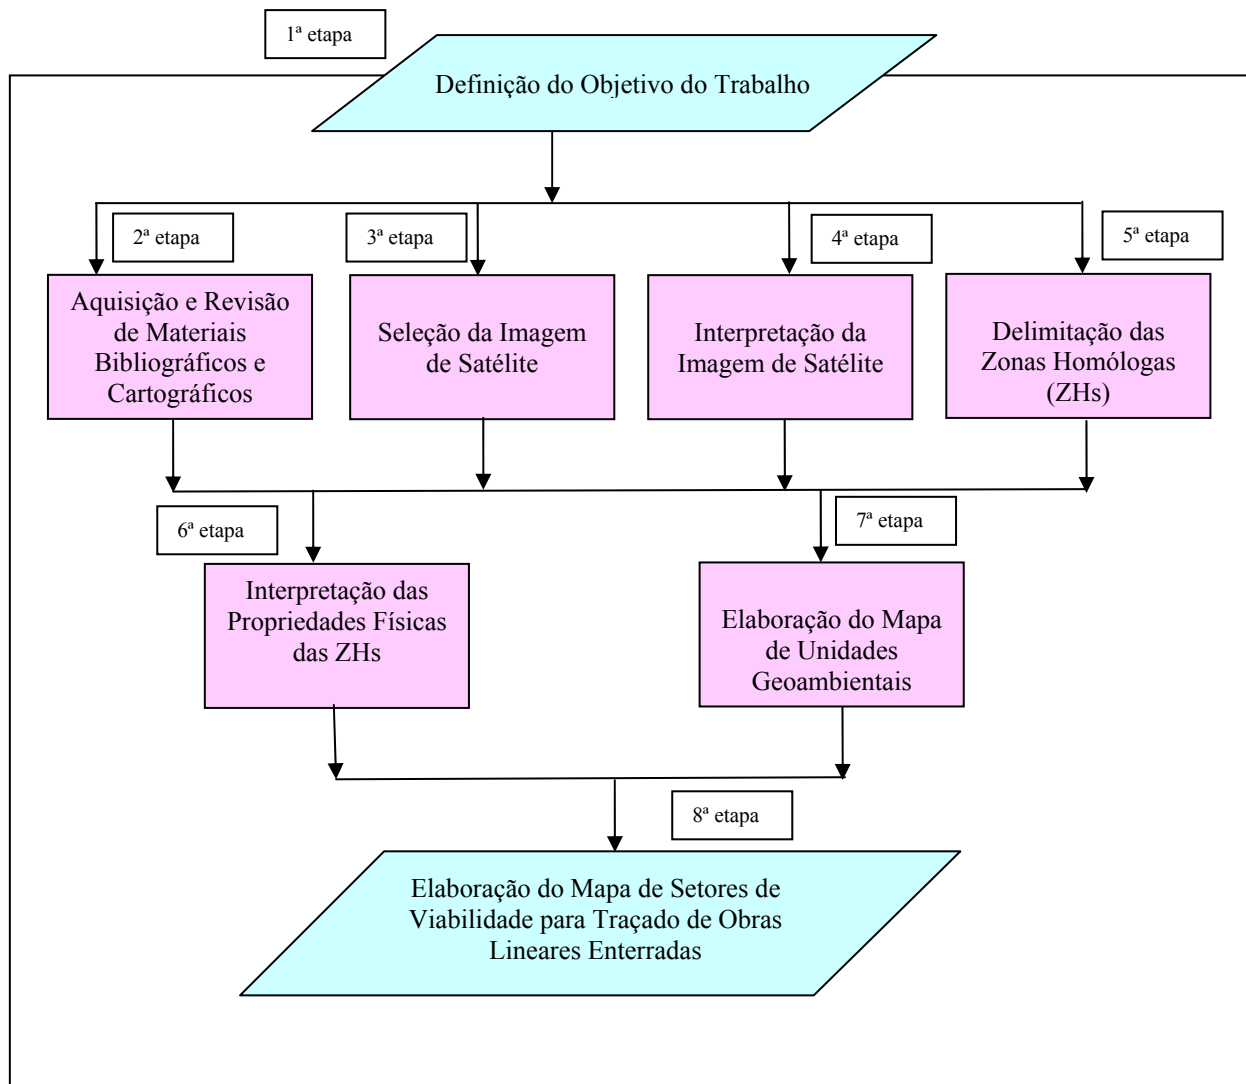 1ª etapa
Definição do Objetivo do Trabalho
2ª etapa
3ª etapa
4ª etapa
5ª etapa
Aquisição e Revisão
de Materiais
Bibliográficos e
Cartográficos
Seleção da Imagem
de Satélite
Interpretação da
Imagem de Satélite
Delimitação das
Zonas Homólogas
(ZHs)
6ª etapa
7ª etapa
Interpretação das
Propriedades Físicas
das ZHs
Elaboração do Mapa
de Unidades
Geoambientais
8ª etapa
Elaboração do Mapa de Setores de
Viabilidade para Traçado de Obras
Lineares Enterradas